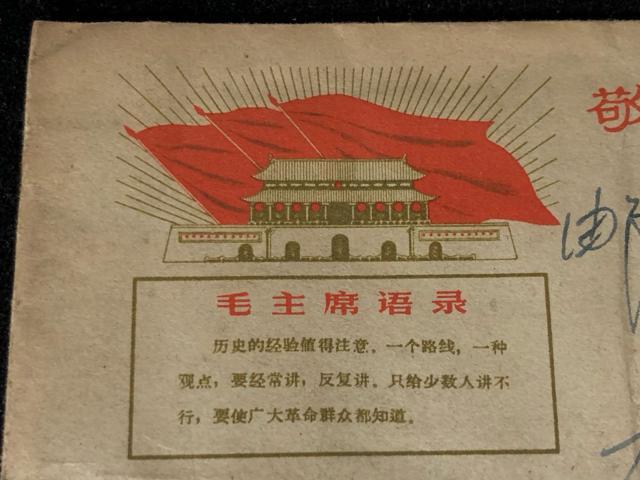 敬
毛主席语录
邮
历史的经验值得注意。一个路线，一种
观点，要经常讲，反复讲。只给少数人讲不
行，要使广大革命群众都知道。